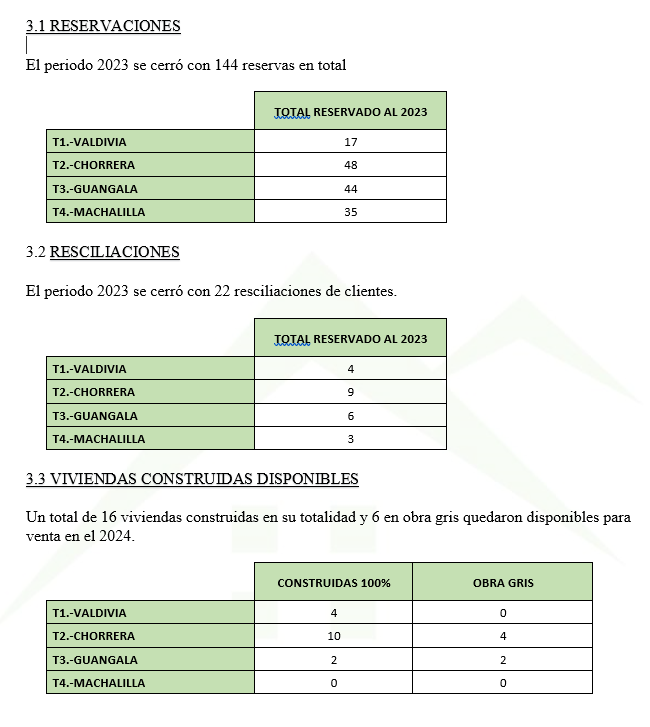 3.1 RESERVACIONES
El periodo 2023 se cerró con 144 reservas en total
TOTAL RESERVADO AL 2023
T1.-VALDIVIA 17
T2.-CHORRERA 48
T3.-GUANGALA 44
T4.-MACHALILLA 35
3.2 RESCILIACIONES
El periodo 2023 se cerró con 22 resciliaciones de clientes.
TOTAL RESERVADO AL 2023
T1.-VALDIVIA 4
T2.-CHORRERA 9
T3.-GUANGALA 6
T4.-MACHALILLA 3
3.3 VIVIENDAS CONSTRUIDAS DISPONIBLES
Un total de 16 viviendas construidas en su totalidad y 6 en obra gris quedaron disponibles para
venta en el 2024.
CONSTRUIDAS 100% OBRA GRIS
T1.-VALDIVIA 4 0
T2.-CHORRERA 10 4
T3.-GUANGALA 2 2
T4.-MACHALILLA 0 0